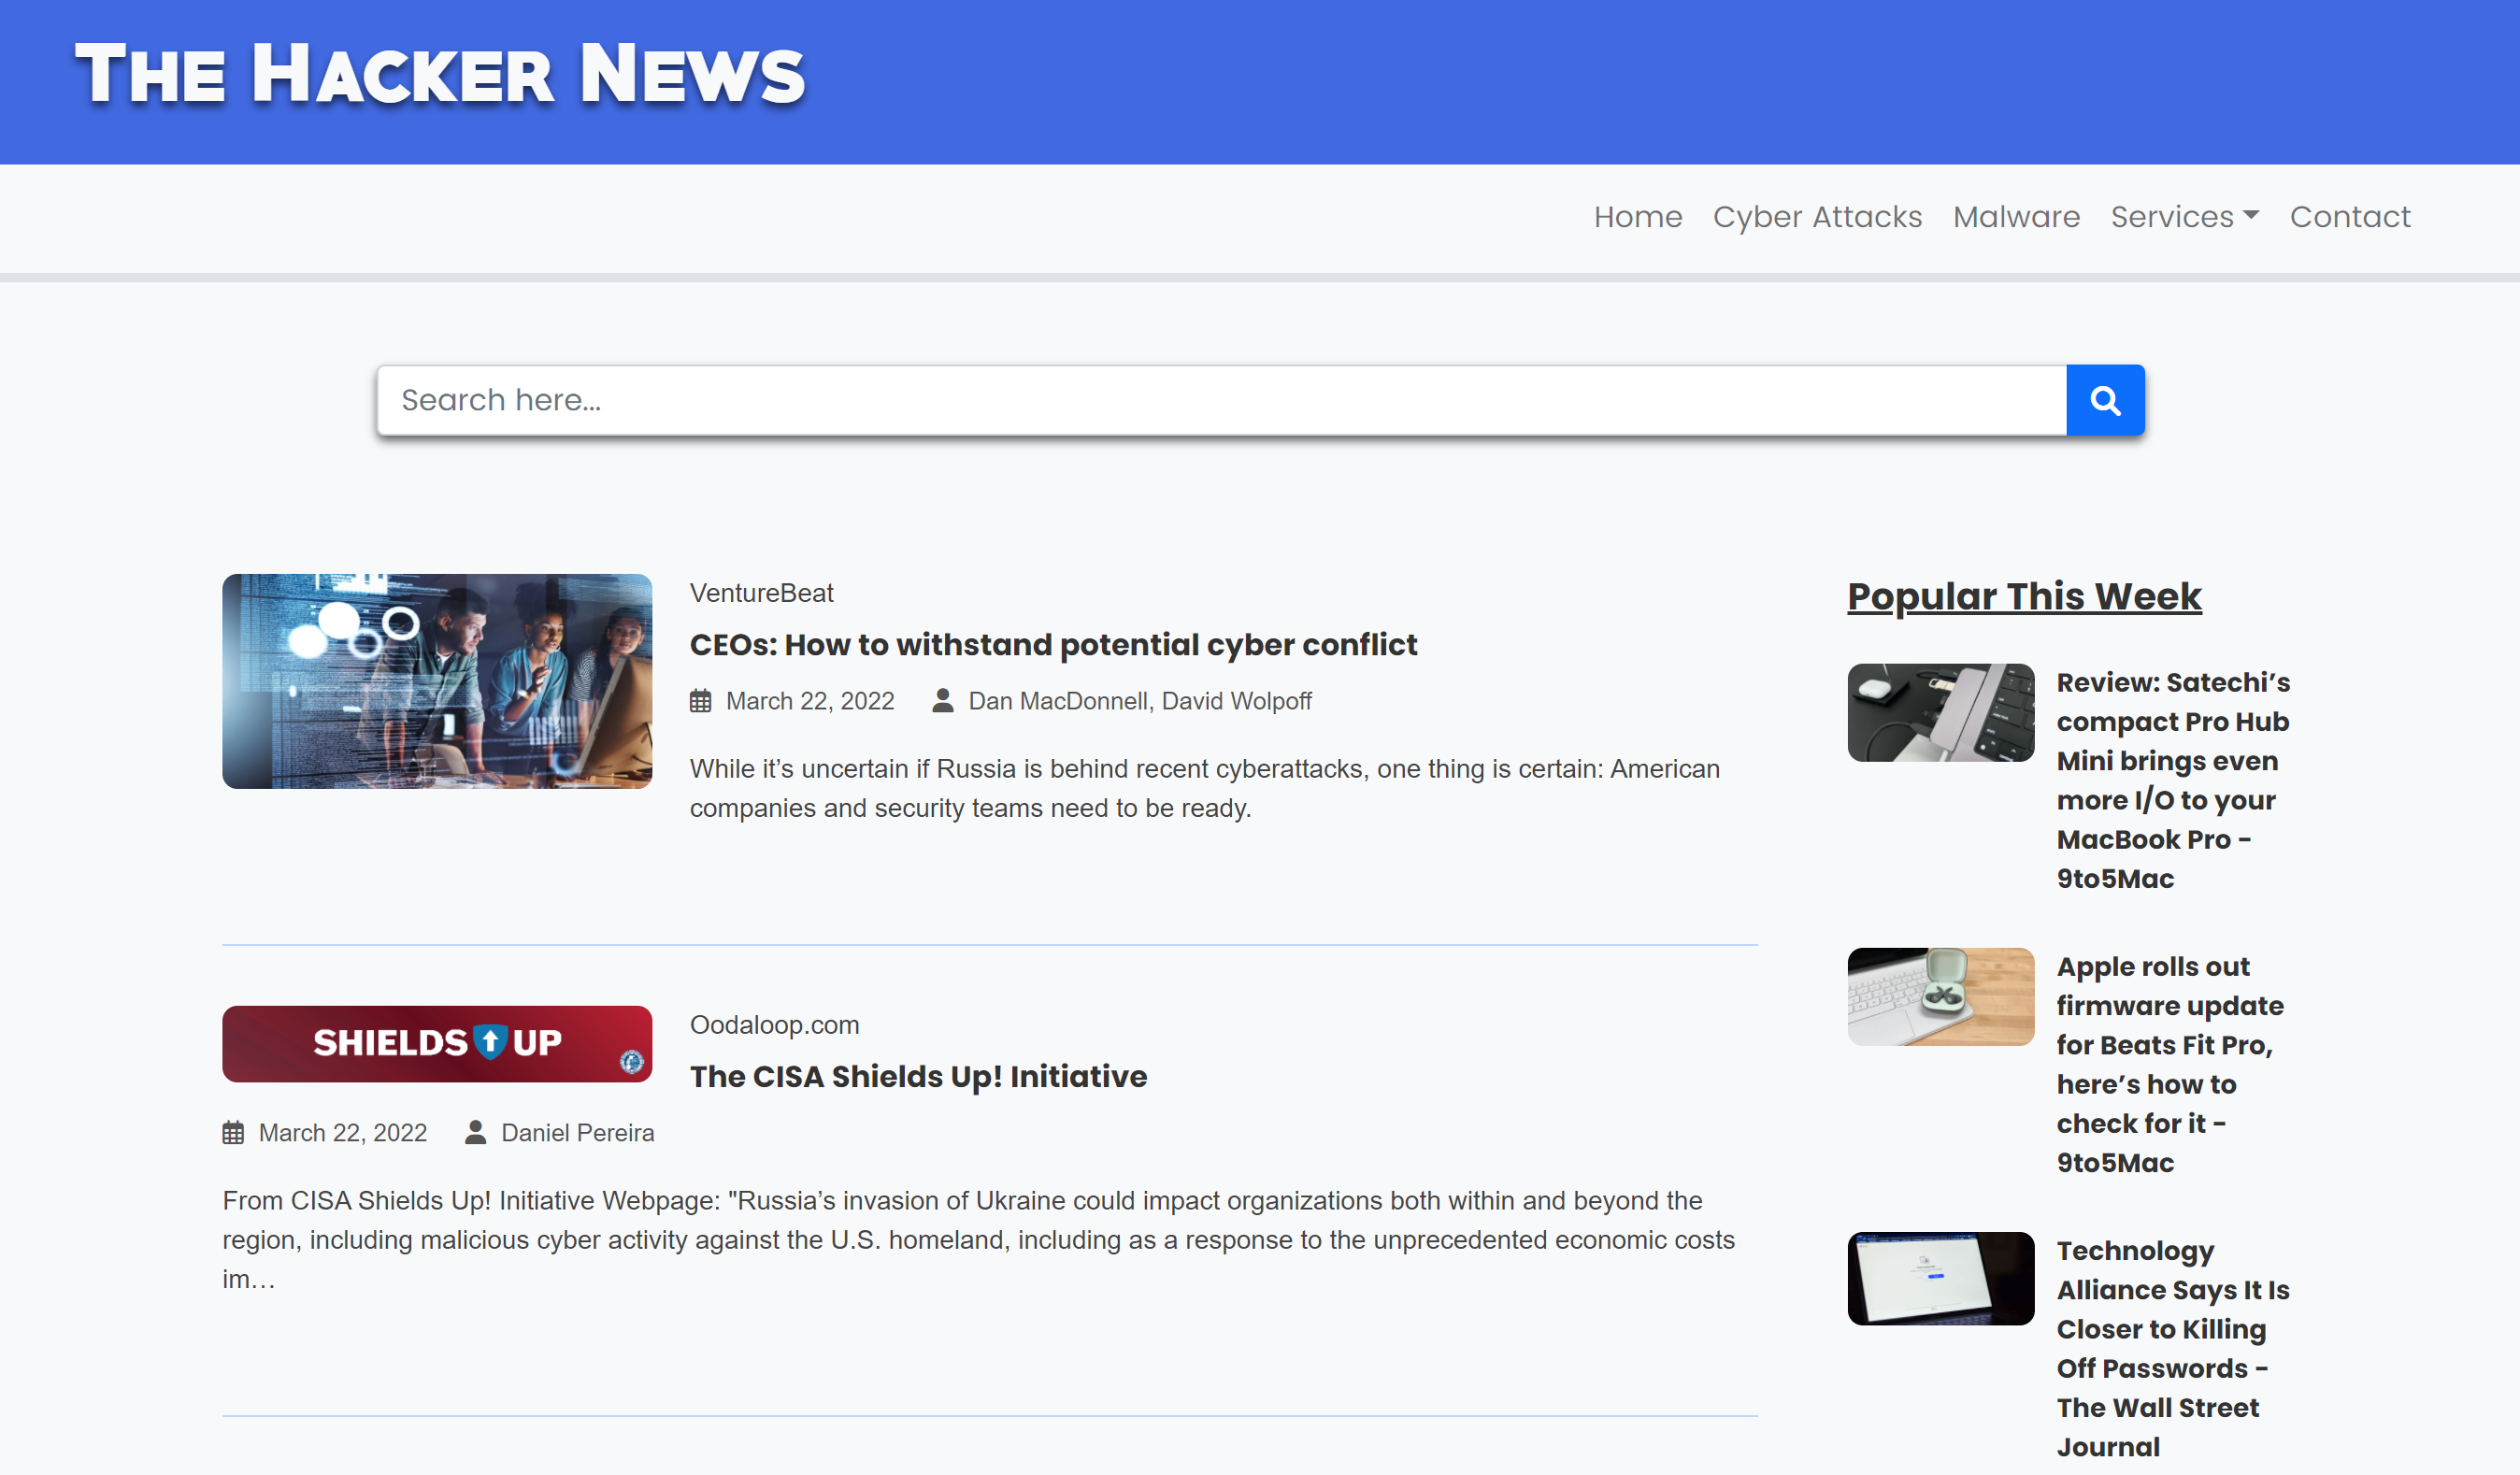 The Hacker News
Home Cyber Attacks Malware Services Contact
Search here...
VentureBeat
CEOs: How to withstand potential cyber conflict
March 22, 2022 Dan MacDonnell, David Wolpoff
While it’s uncertain if Russia is behind recent cyberattacks, one thing is certain: American
companies and security teams need to be ready.
SHIELDS UP
Oodaloop.com
The CISA Shields Up! Initiative
March 22, 2022 Daniel Pereira
From CISA Shields Up! Initiative Webpage: "Russia’s invasion of Ukraine could impact organizations both within and beyond the
region, including malicious cyber activity against the U.S. homeland, including as a response to the unprecedented economic costs
im…
Popular This Week
Review: Satechi’s
compact Pro Hub
Mini brings even
more I/O to your
MacBook Pro -
9to5Mac
Apple rolls out
firmware update
for Beats Fit Pro,
here’s how to
check for it -
9to5Mac
Technology
Alliance Says It Is
Closer to Killing
Off Passwords -
The Wall Street
Journal